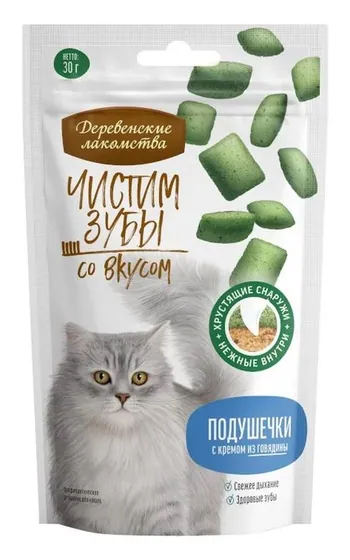 НЕТТО:
30 г
Деревенские
лакомства
ЧИСТИМ
ЗУБЫ
СО ВКУСОМ
ХРУСТЯЩИЕ СНАРУЖИ
НЕЖНЫЕ ВНУТРИ
ПОДУШЕЧКИ
С КРЕМОМ ИЗ ГОВЯДИНЫ
Свежее дыхание
Здоровые зубы